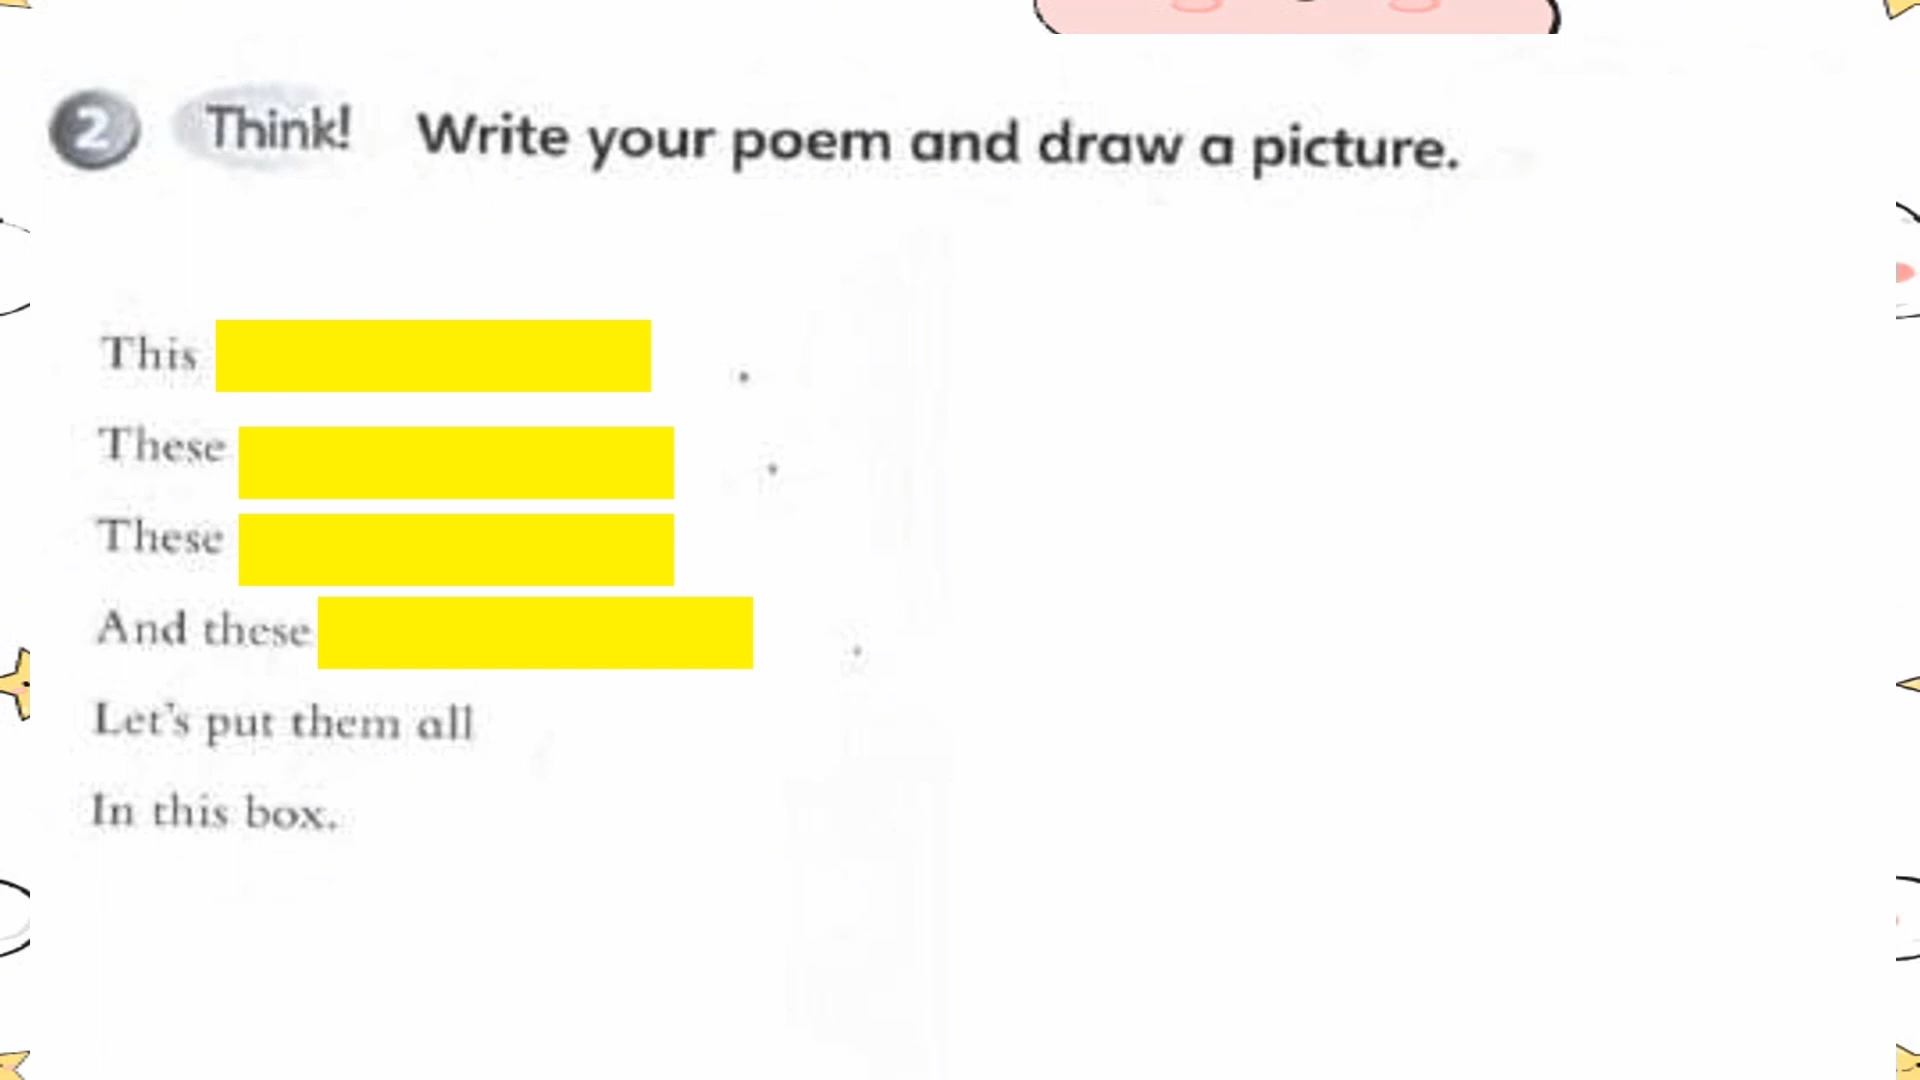 2 Think! Write your poem and draw a picture.
This .
These .
These
And these .
Let's put them all
In this box.